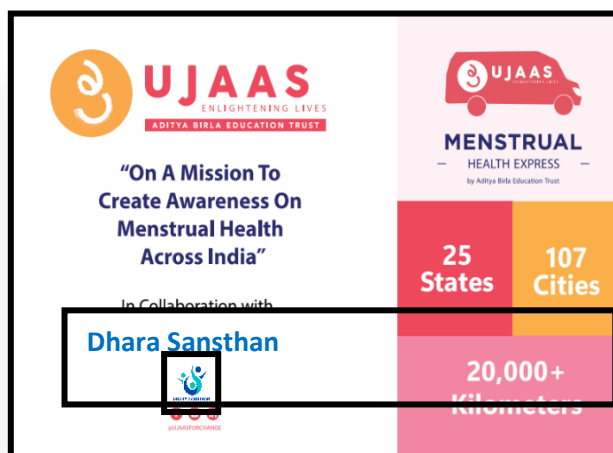 UJAAS
ENLIGHTENING LIVES
ADITYA BIRLA EDUCATION TRUST
“On A Mission To
Create Awareness On
Menstrual Health
Across India”
In Collaboration with
Dhara Sansthan
@UJAASFORCHANGE
UJAAS
MENSTRUAL
HEALTH EXPRESS
by Aditya Birla Education Trust
25
States
107
Cities
20,000+
Kilometers